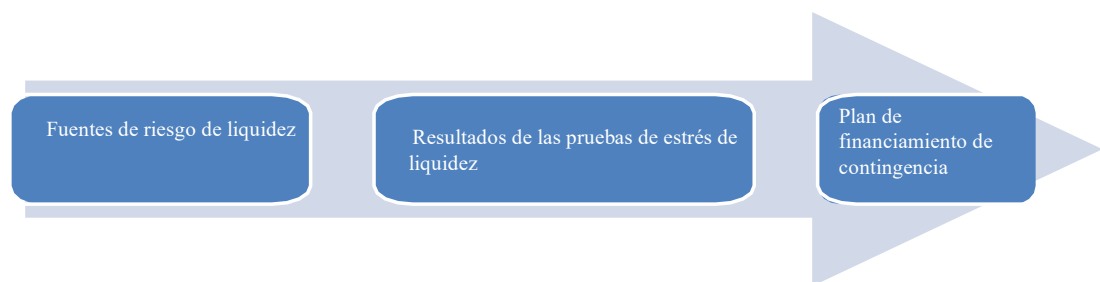 Fuentes de riesgo de liquidez
Resultados de las pruebas de estrés de
liquidez
Plan de
financiamiento de
contingencia